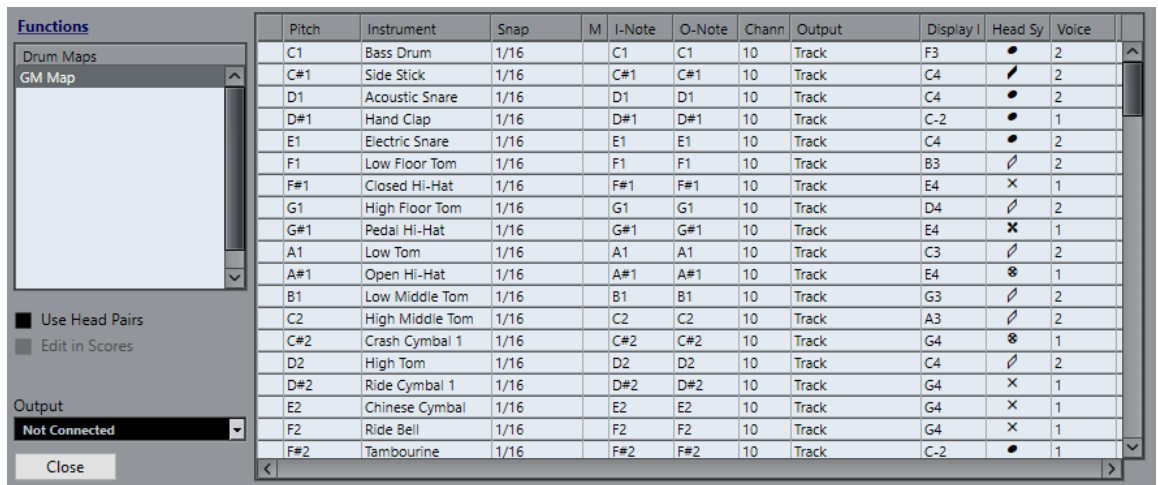 Functions
Drum Maps
GM Map
Use Head Pairs
Edit in Scores
Output
Not Connected
Close
Pitch Instrument Snap M I-Note O-Note Chann Output Display I Head Sy Voice
C1 Bass Drum 1/16 C1 C1 10 Track F3 2
C#1 Side Stick 1/16 C#1 C#1 10 Track C4 2
D1 Acoustic Snare 1/16 D1 D1 10 Track C4 2
D#1 Hand Clap 1/16 D#1 D#1 10 Track C-2 1
E1 Electric Snare 1/16 E1 E1 10 Track C4 2
F1 Low Floor Tom 1/16 F1 F1 10 Track B3 2
F#1 Closed Hi-Hat 1/16 F#1 F#1 10 Track E4 1
G1 High Floor Tom 1/16 G1 G1 10 Track D4 2
G#1 Pedal Hi-Hat 1/16 G#1 G#1 10 Track E4 1
A1 Low Tom 1/16 A1 A1 10 Track C3 2
A#1 Open Hi-Hat 1/16 A#1 A#1 10 Track E4 1
B1 Low Middle Tom 1/16 B1 B1 10 Track G3 2
C2 High Middle Tom 1/16 C2 C2 10 Track A3 2
C#2 Crash Cymbal 1 1/16 C#2 C#2 10 Track G4 1
D2 High Tom 1/16 D2 D2 10 Track C4 2
D#2 Ride Cymbal 1 1/16 D#2 D#2 10 Track G4 1
E2 Chinese Cymbal 1/16 E2 E2 10 Track G4 1
F2 Ride Bell 1/16 F2 F2 10 Track G4 1
F#2 Tambourine 1/16 F#2 F#2 10 Track C-2 1